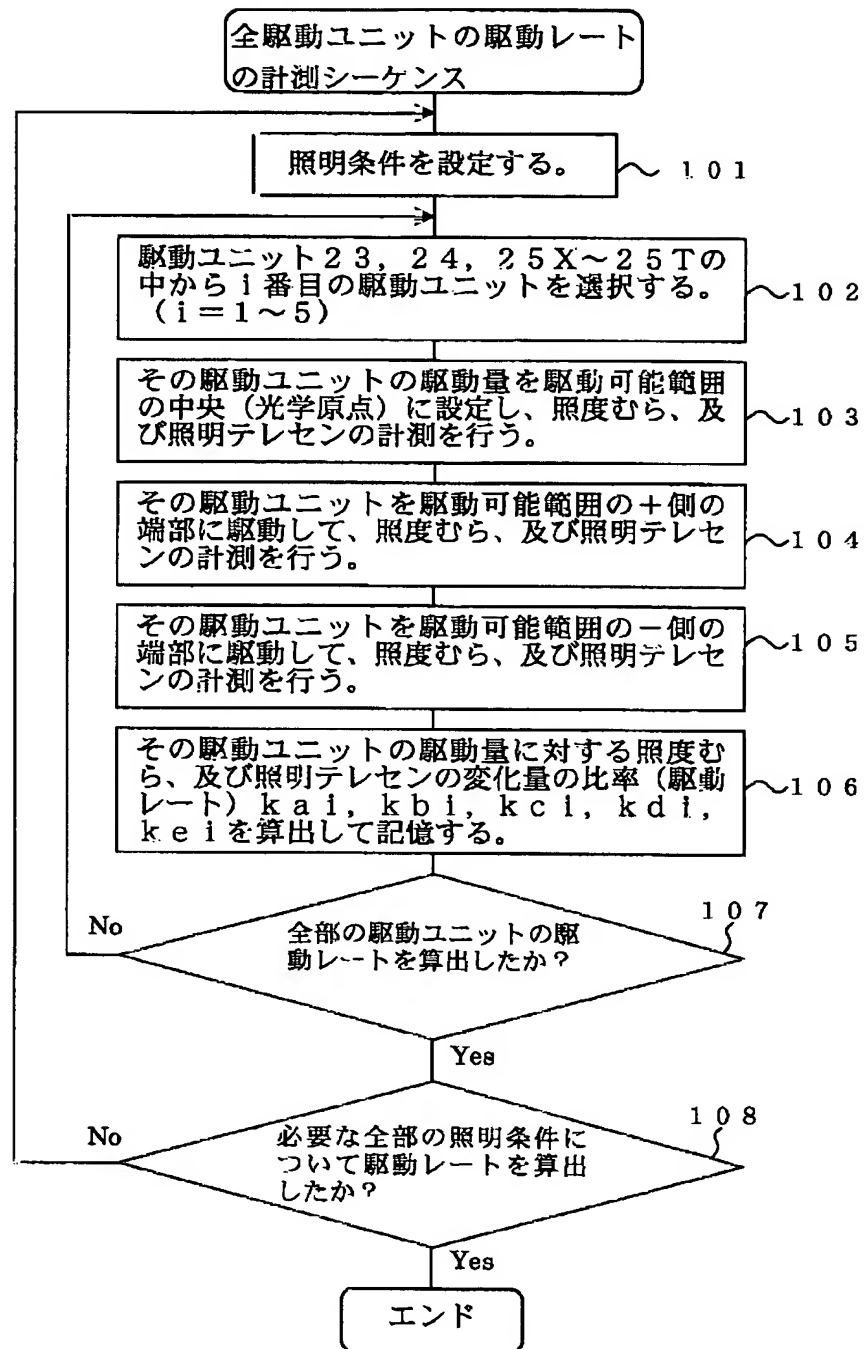 全駆動ユニットの駆動レート
の計測シーケンス
照明条件を設定する。
101
駆動ユニット23,24,25X~25Tの
中からi番目の駆動ユニットを選択する。
(i=1~5)
102
その駆動ユニットの駆動量を駆動可能範囲
の中央(光学原点)に設定し、照度むら、及
び照明テレセンの計測を行う。
103
その駆動ユニットを駆動可能範囲の+側の
端部に駆動して、照度むら、及び照明テレセ
ンの計測を行う。
104
その駆動ユニットを駆動可能範囲の-側の
端部に駆動して、照度むら、及び照明テレセ
ンの計測を行う。
105
その駆動ユニットの駆動量に対する照度む
ら、及び照明テレセンの変化量の比率(駆動
レート)kai,kbi,kci,kdi,
keiを算出して記憶する。
106
No
全部の駆動ユニットの駆
動レートを算出したか?
107
Yes
No
必要な全部の照明条件に
ついて駆動レートを算出
したか?
108
Yes
エンド